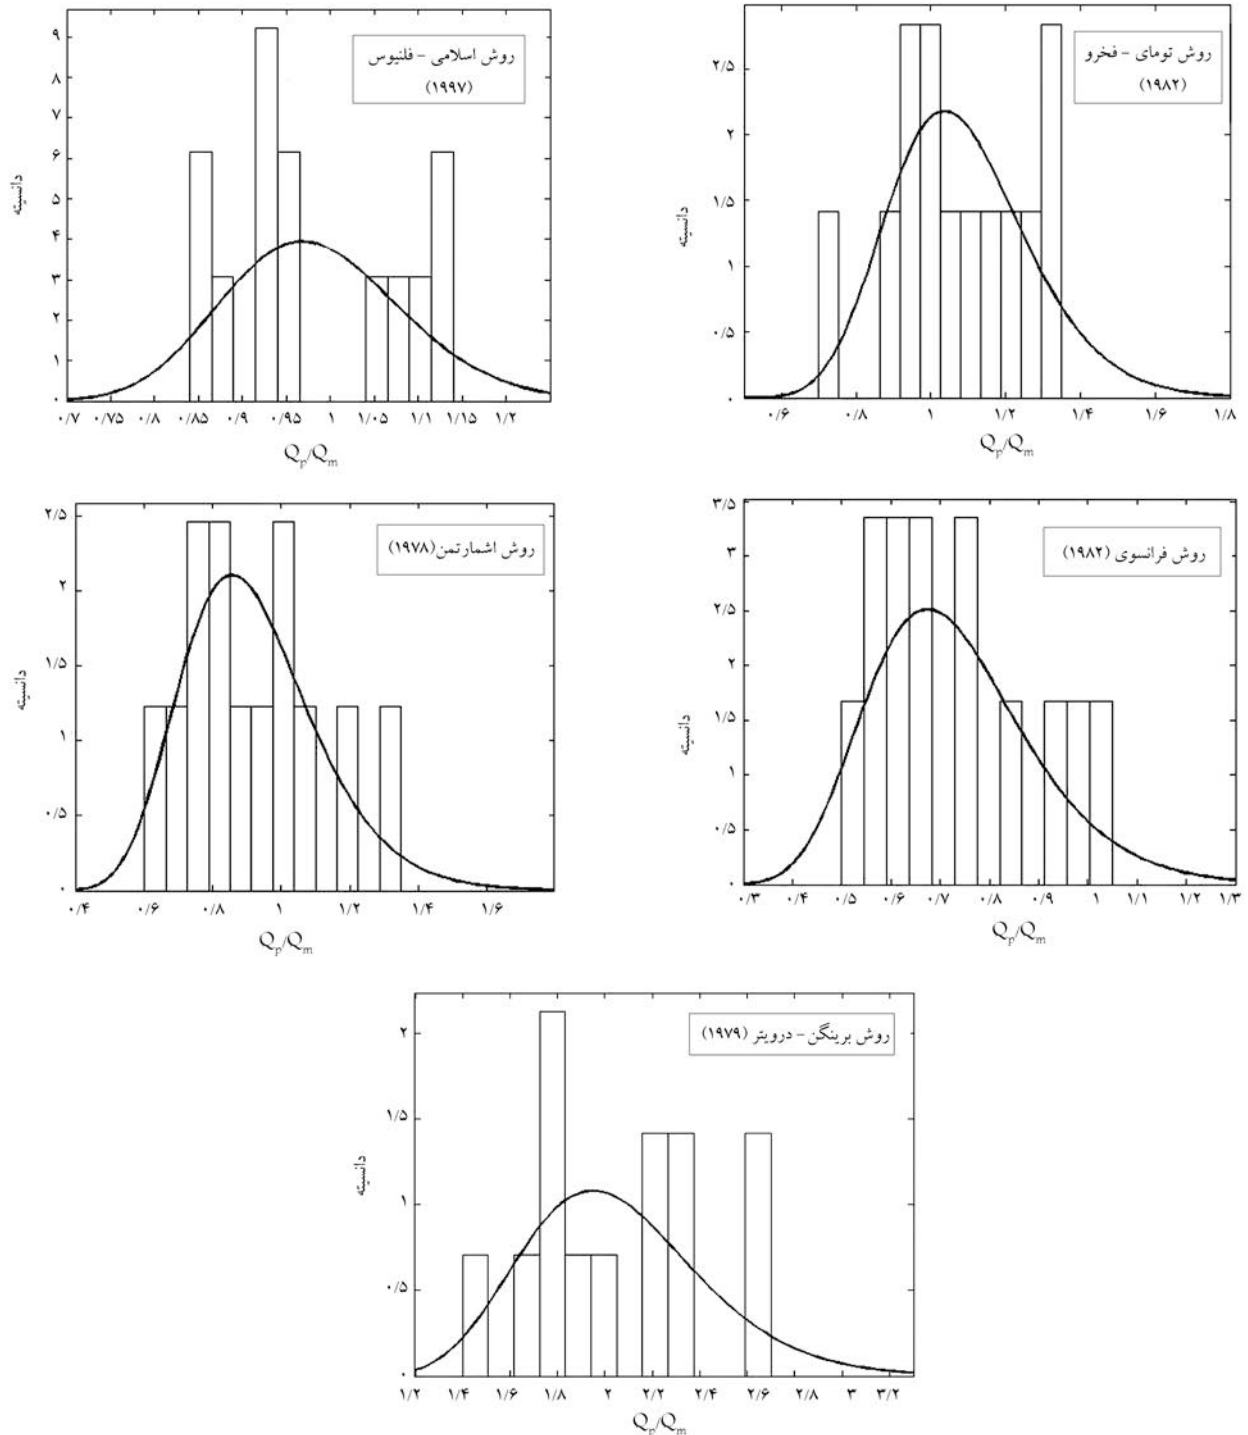 روش اسلامی - فلنیوس
(۱۹۹۷)
دانسیته
۹
۸
۷
۶
۵
۴
۳
۲
۱
۰
۰/۷ ۰/۷۵ ۰/۸ ۰/۸۵ ۰/۹ ۰/۹۵ ۱ ۱/۰۵ ۱/۱ ۱/۱۵ ۱/۲
Qp/Qm
روش تومای - فخرو
(۱۹۸۲)
دانسیته
۲/۵
۲
۱/۵
۱
۰/۵
۰
۰/۶ ۰/۸ ۱ ۱/۲ ۱/۴ ۱/۶ ۱/۸
Qp/Qm
روش اشمارتمن(۱۹۷۸)
دانسیته
۲/۵
۲
۱/۵
۱
۰/۵
۰
۰/۴ ۰/۶ ۰/۸ ۱ ۱/۲ ۱/۴ ۱/۶
Qp/Qm
روش فرانسوی (۱۹۸۲)
دانسیته
۳/۵
۳
۲/۵
۲
۱/۵
۱
۰/۵
۰
۰/۳ ۰/۴ ۰/۵ ۰/۶ ۰/۷ ۰/۸ ۰/۹ ۱ ۱/۱ ۱/۲ ۱/۳
Qp/Qm
روش برینگن - درویتر (۱۹۷۹)
دانسیته
۲
۱/۵
۱
۰/۵
۰
۱/۲ ۱/۴ ۱/۶ ۱/۸ ۲ ۲/۲ ۲/۴ ۲/۶ ۲/۸ ۳ ۳/۲
Qp/Qm